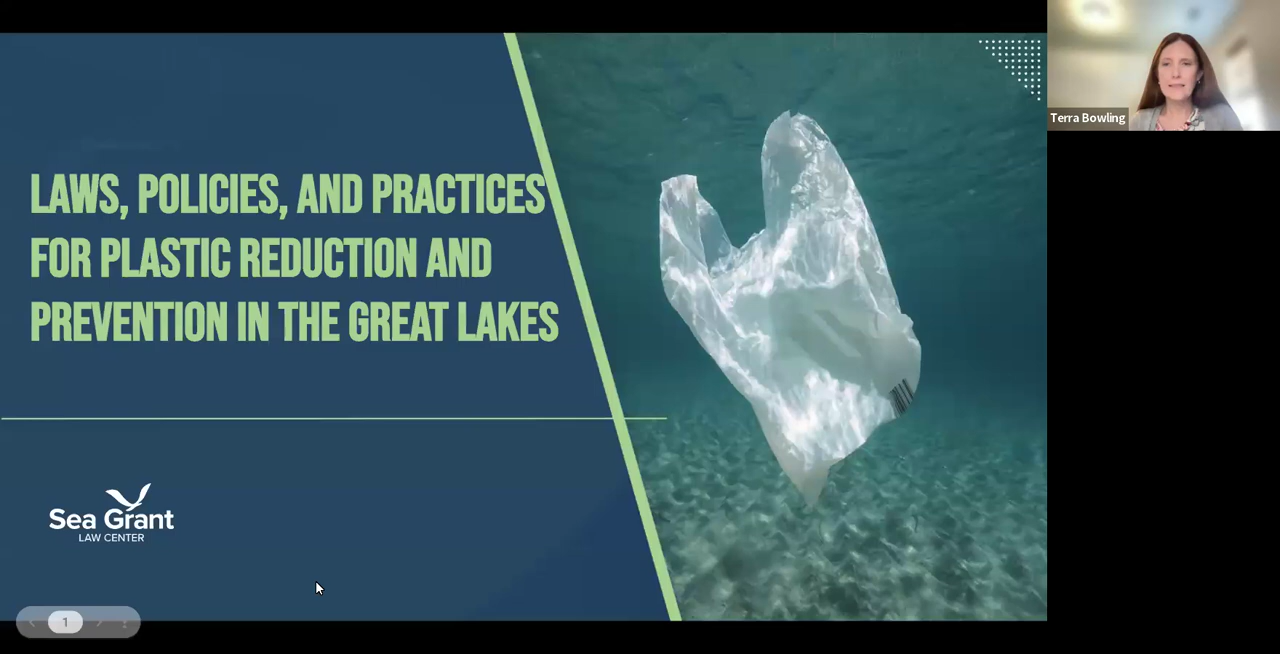 LAWS, POLICIES, AND PRACTICES
FOR PLASTIC REDUCTION AND
PREVENTION IN THE GREAT LAKES
Sea Grant
LAW CENTER
1
Terra Bowling